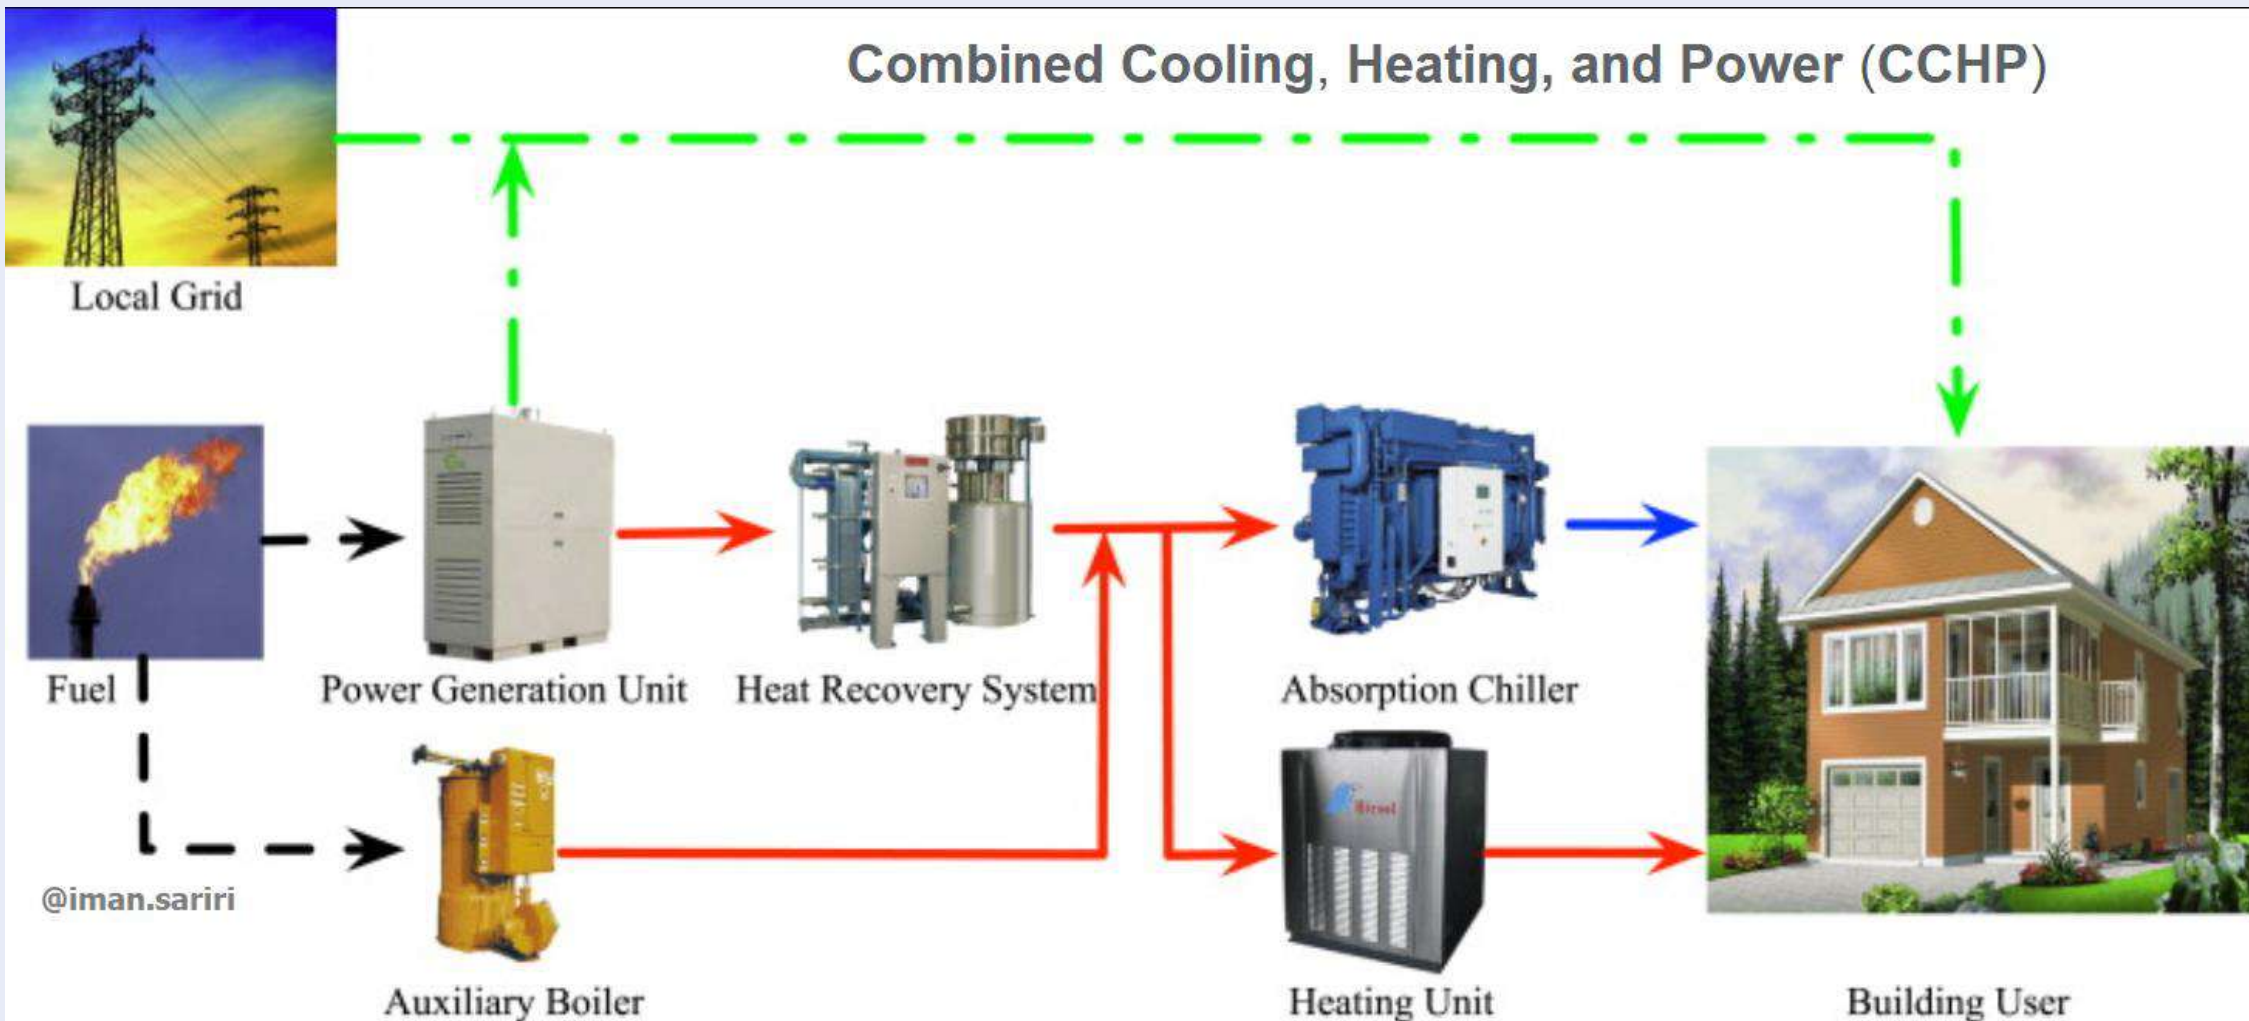 Combined Cooling, Heating, and Power (CCHP)
Local Grid
Fuel
Power Generation Unit
Heat Recovery System
Absorption Chiller
@iman.sariri
Auxiliary Boiler
Heating Unit
Building User